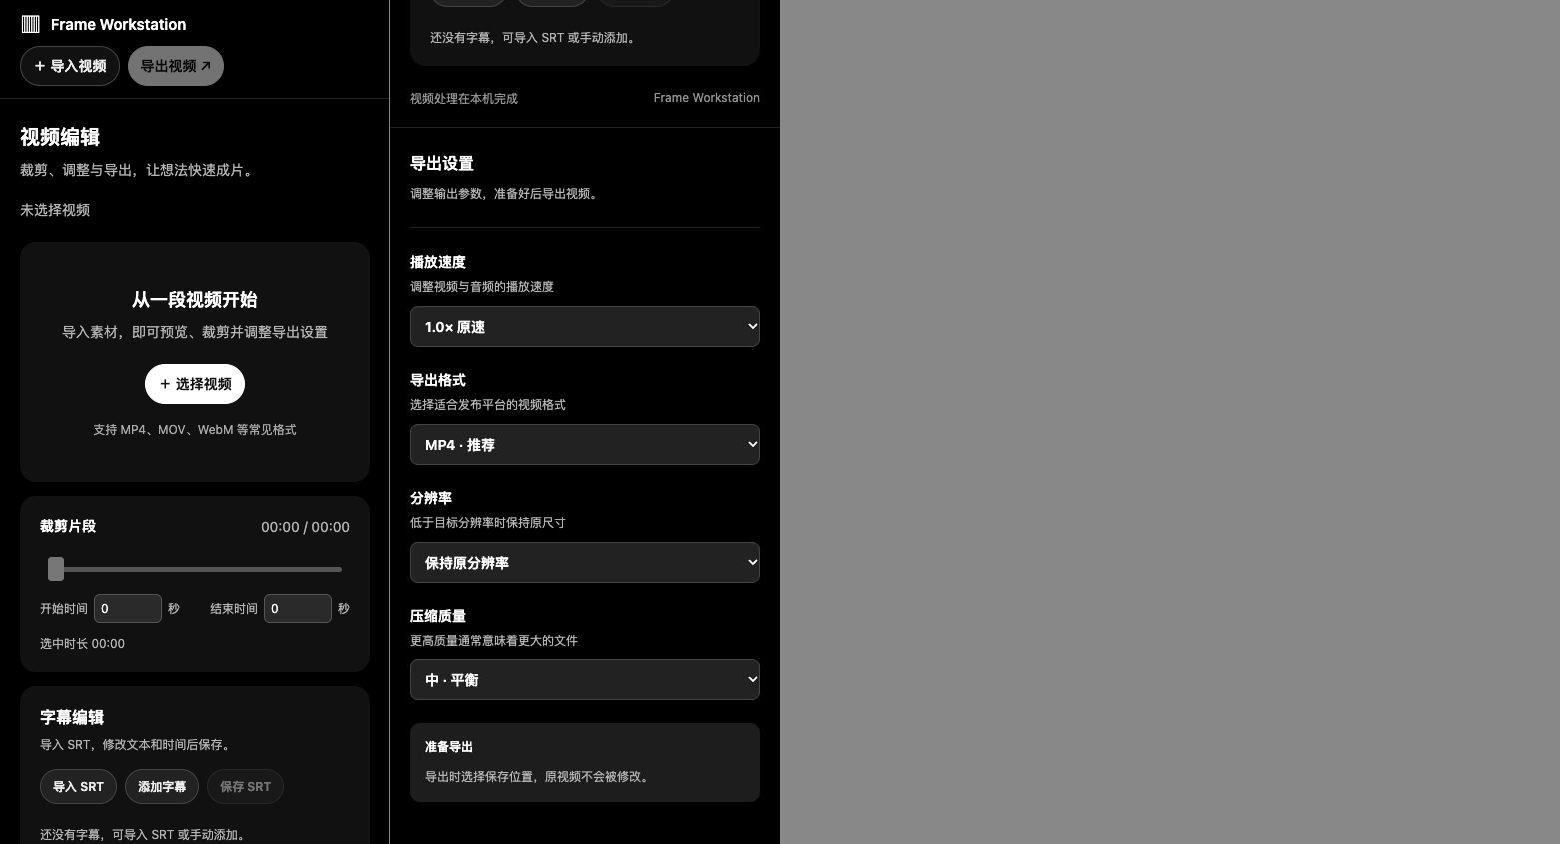 Frame Workstation
+ 导入视频
导出视频 ↗
视频编辑
裁剪、调整与导出，让想法快速成片。
未选择视频
从一段视频开始
导入素材，即可预览、裁剪并调整导出设置
+ 选择视频
支持 MP4、MOV、WebM 等常见格式
裁剪片段 00:00 / 00:00
开始时间 0 秒 结束时间 0 秒
选中时长 00:00
字幕编辑
导入 SRT，修改文本和时间后保存。
导入 SRT 添加字幕 保存 SRT
还没有字幕，可导入 SRT 或手动添加。
还没有字幕，可导入 SRT 或手动添加。
视频处理在本机完成 Frame Workstation
导出设置
调整输出参数，准备好后导出视频。
播放速度
调整视频与音频的播放速度
1.0× 原速
导出格式
选择适合发布平台的视频格式
MP4 · 推荐
分辨率
低于目标分辨率时保持原尺寸
保持原分辨率
压缩质量
更高质量通常意味着更大的文件
中 · 平衡
准备导出
导出时选择保存位置，原视频不会被修改。